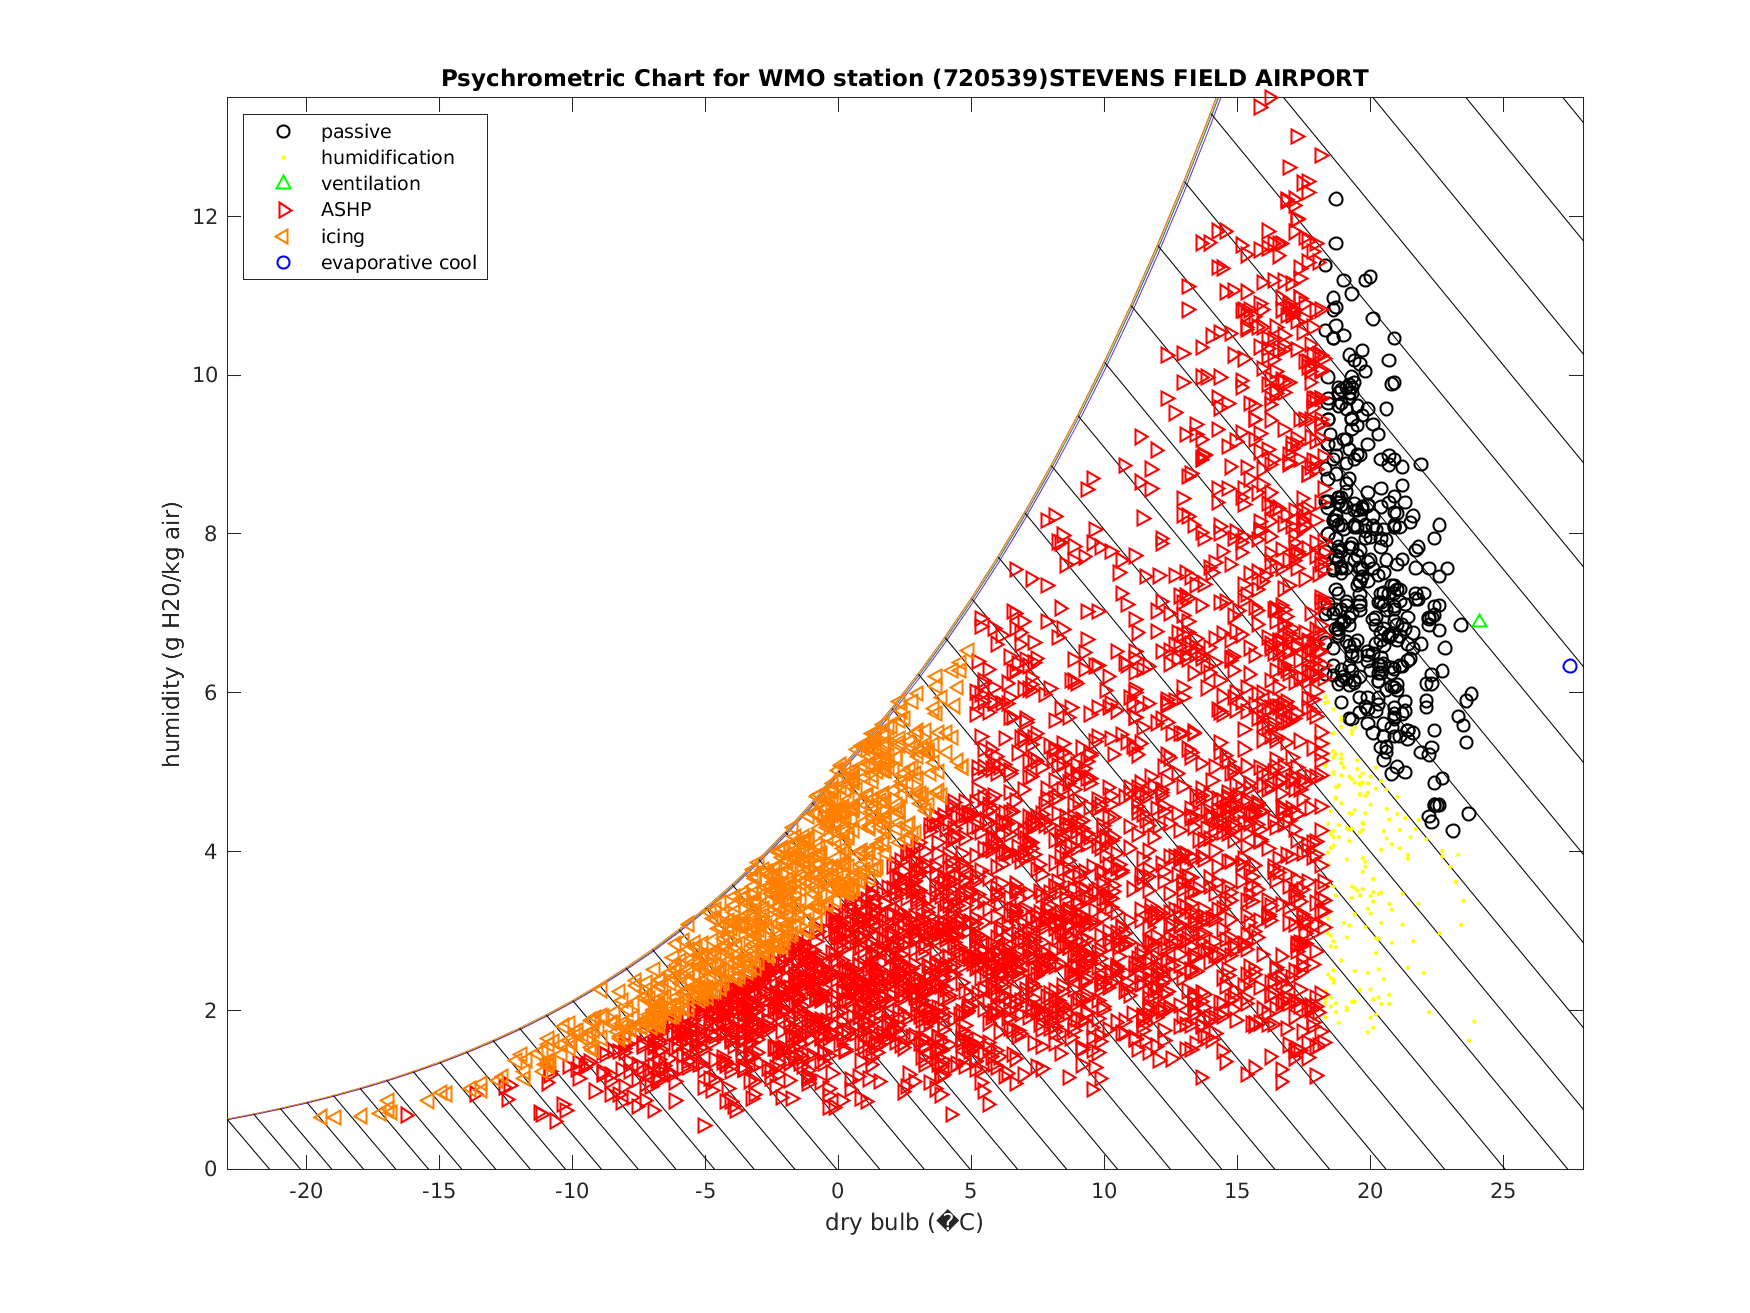 Psychrometric Chart for WMO station (720539)STEVENS FIELD AIRPORT
passive
humidification
ventilation
ASHP
icing
evaporative cool
humidity (g H20/kg air)
12
10
8
6
4
2
0
-20 -15 -10 -5 0 5 10 15 20 25
dry bulb (�C)